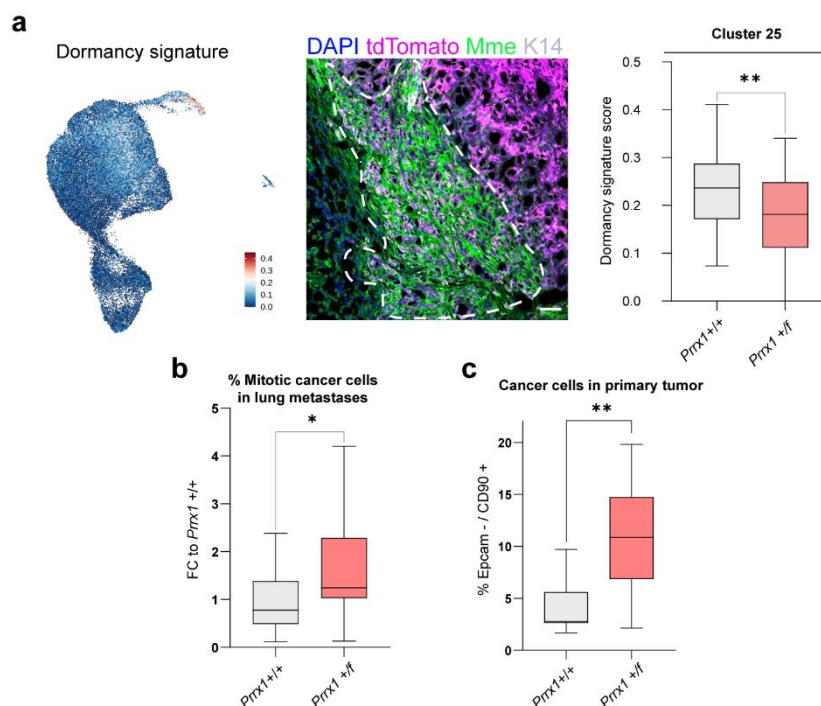 a
Dormancy signature
0.4
0.3
0.2
0.1
0.0
DAPI tdTomato Mme K14
Cluster 25
**
Dormancy signature score
0.5
0.4
0.3
0.2
0.1
0.0
Prrx1+/+
Prrx1 +/f
b
% Mitotic cancer cells
in lung metastases
*
FC to Prrx1 +/+
5
4
3
2
1
0
Prrx1+/+
Prrx1 +/f
c
Cancer cells in primary tumor
**
% Epcam - / CD90 +
20
15
10
5
0
Prrx1+/+
Prrx1 +/f